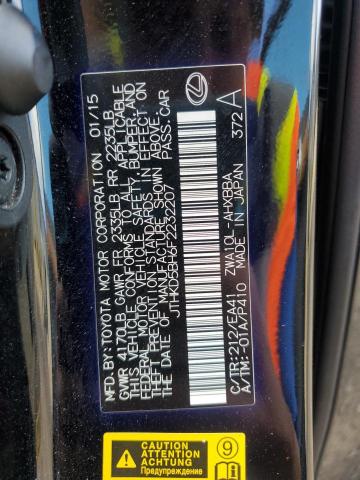 MFD. BY: TOYOTA MOTOR CORPORATION 01/15
GVWR 4170LB GAWR FR 2335LB RR 2235LB
THIS VEHICLE CONFORMS TO ALL APPLICABLE
FEDERAL MOTOR VEHICLE SAFETY, BUMPER, AND
THEFT PREVENTION STANDARDS IN EFFECT ON
THE DATE OF MANUFACTURE SHOWN ABOVE.
JTHKD5BH6F2232207 PASS.CAR
C/TR:212/EA41 ZWA10L-AHXBBA
A/TM:-01A/P410 MADE IN JAPAN 372 A
CAUTION
ATTENTION
ACHTUNG
Предупреждение
9